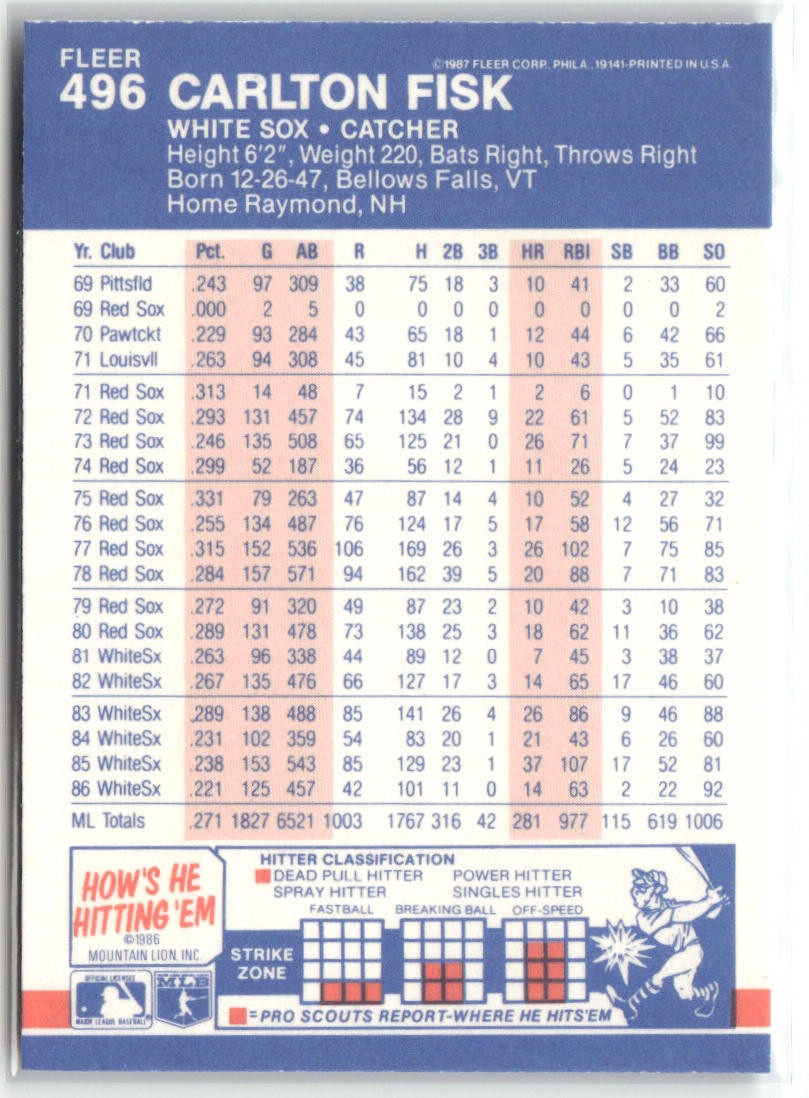 FLEER
©1987 FLEER CORP., PHILA., 19141-PRINTED IN U.S.A.
496 CARLTON FISK
WHITE SOX • CATCHER
Height 6'2", Weight 220, Bats Right, Throws Right
Born 12-26-47, Bellows Falls, VT
Home Raymond, NH
Yr. Club Pct. G AB R H 2B 3B HR RBI SB BB SO
69 Pittsfld .243 97 309 38 75 18 3 10 41 2 33 60
69 Red Sox .000 2 5 0 0 0 0 0 0 0 0 2
70 Pawtckt .229 93 284 43 65 18 1 12 44 6 42 66
71 Louisvll .263 94 308 45 81 10 4 10 43 5 35 61
71 Red Sox .313 14 48 7 15 2 1 2 6 0 1 10
72 Red Sox .293 131 457 74 134 28 9 22 61 5 52 83
73 Red Sox .246 135 508 65 125 21 0 26 71 7 37 99
74 Red Sox .299 52 187 36 56 12 1 11 26 5 24 23
75 Red Sox .331 79 263 47 87 14 4 10 52 4 27 32
76 Red Sox .255 134 487 76 124 17 5 17 58 12 56 71
77 Red Sox .315 152 536 106 169 26 3 26 102 7 75 85
78 Red Sox .284 157 571 94 162 39 5 20 88 7 71 83
79 Red Sox .272 91 320 49 87 23 2 10 42 3 10 38
80 Red Sox .289 131 478 73 138 25 3 18 62 11 36 62
81 WhiteSx .263 96 338 44 89 12 0 7 45 3 38 37
82 WhiteSx .267 135 476 66 127 17 3 14 65 17 46 60
83 WhiteSx .289 138 488 85 141 26 4 26 86 9 46 88
84 WhiteSx .231 102 359 54 83 20 1 21 43 6 26 60
85 WhiteSx .238 153 543 85 129 23 1 37 107 17 52 81
86 WhiteSx .221 125 457 42 101 11 0 14 63 2 22 92
ML Totals .271 1827 6521 1003 1767 316 42 281 977 115 619 1006
HOW'S HE
HITTING 'EM
©1986
MOUNTAIN LION, INC.
HITTER CLASSIFICATION
DEAD PULL HITTER POWER HITTER
SPRAY HITTER SINGLES HITTER
FASTBALL BREAKING BALL OFF-SPEED
STRIKE
ZONE
OFFICIAL LICENSEE
MAJOR LEAGUE BASEBALL
MLB
=PRO SCOUTS REPORT-WHERE HE HITS'EM